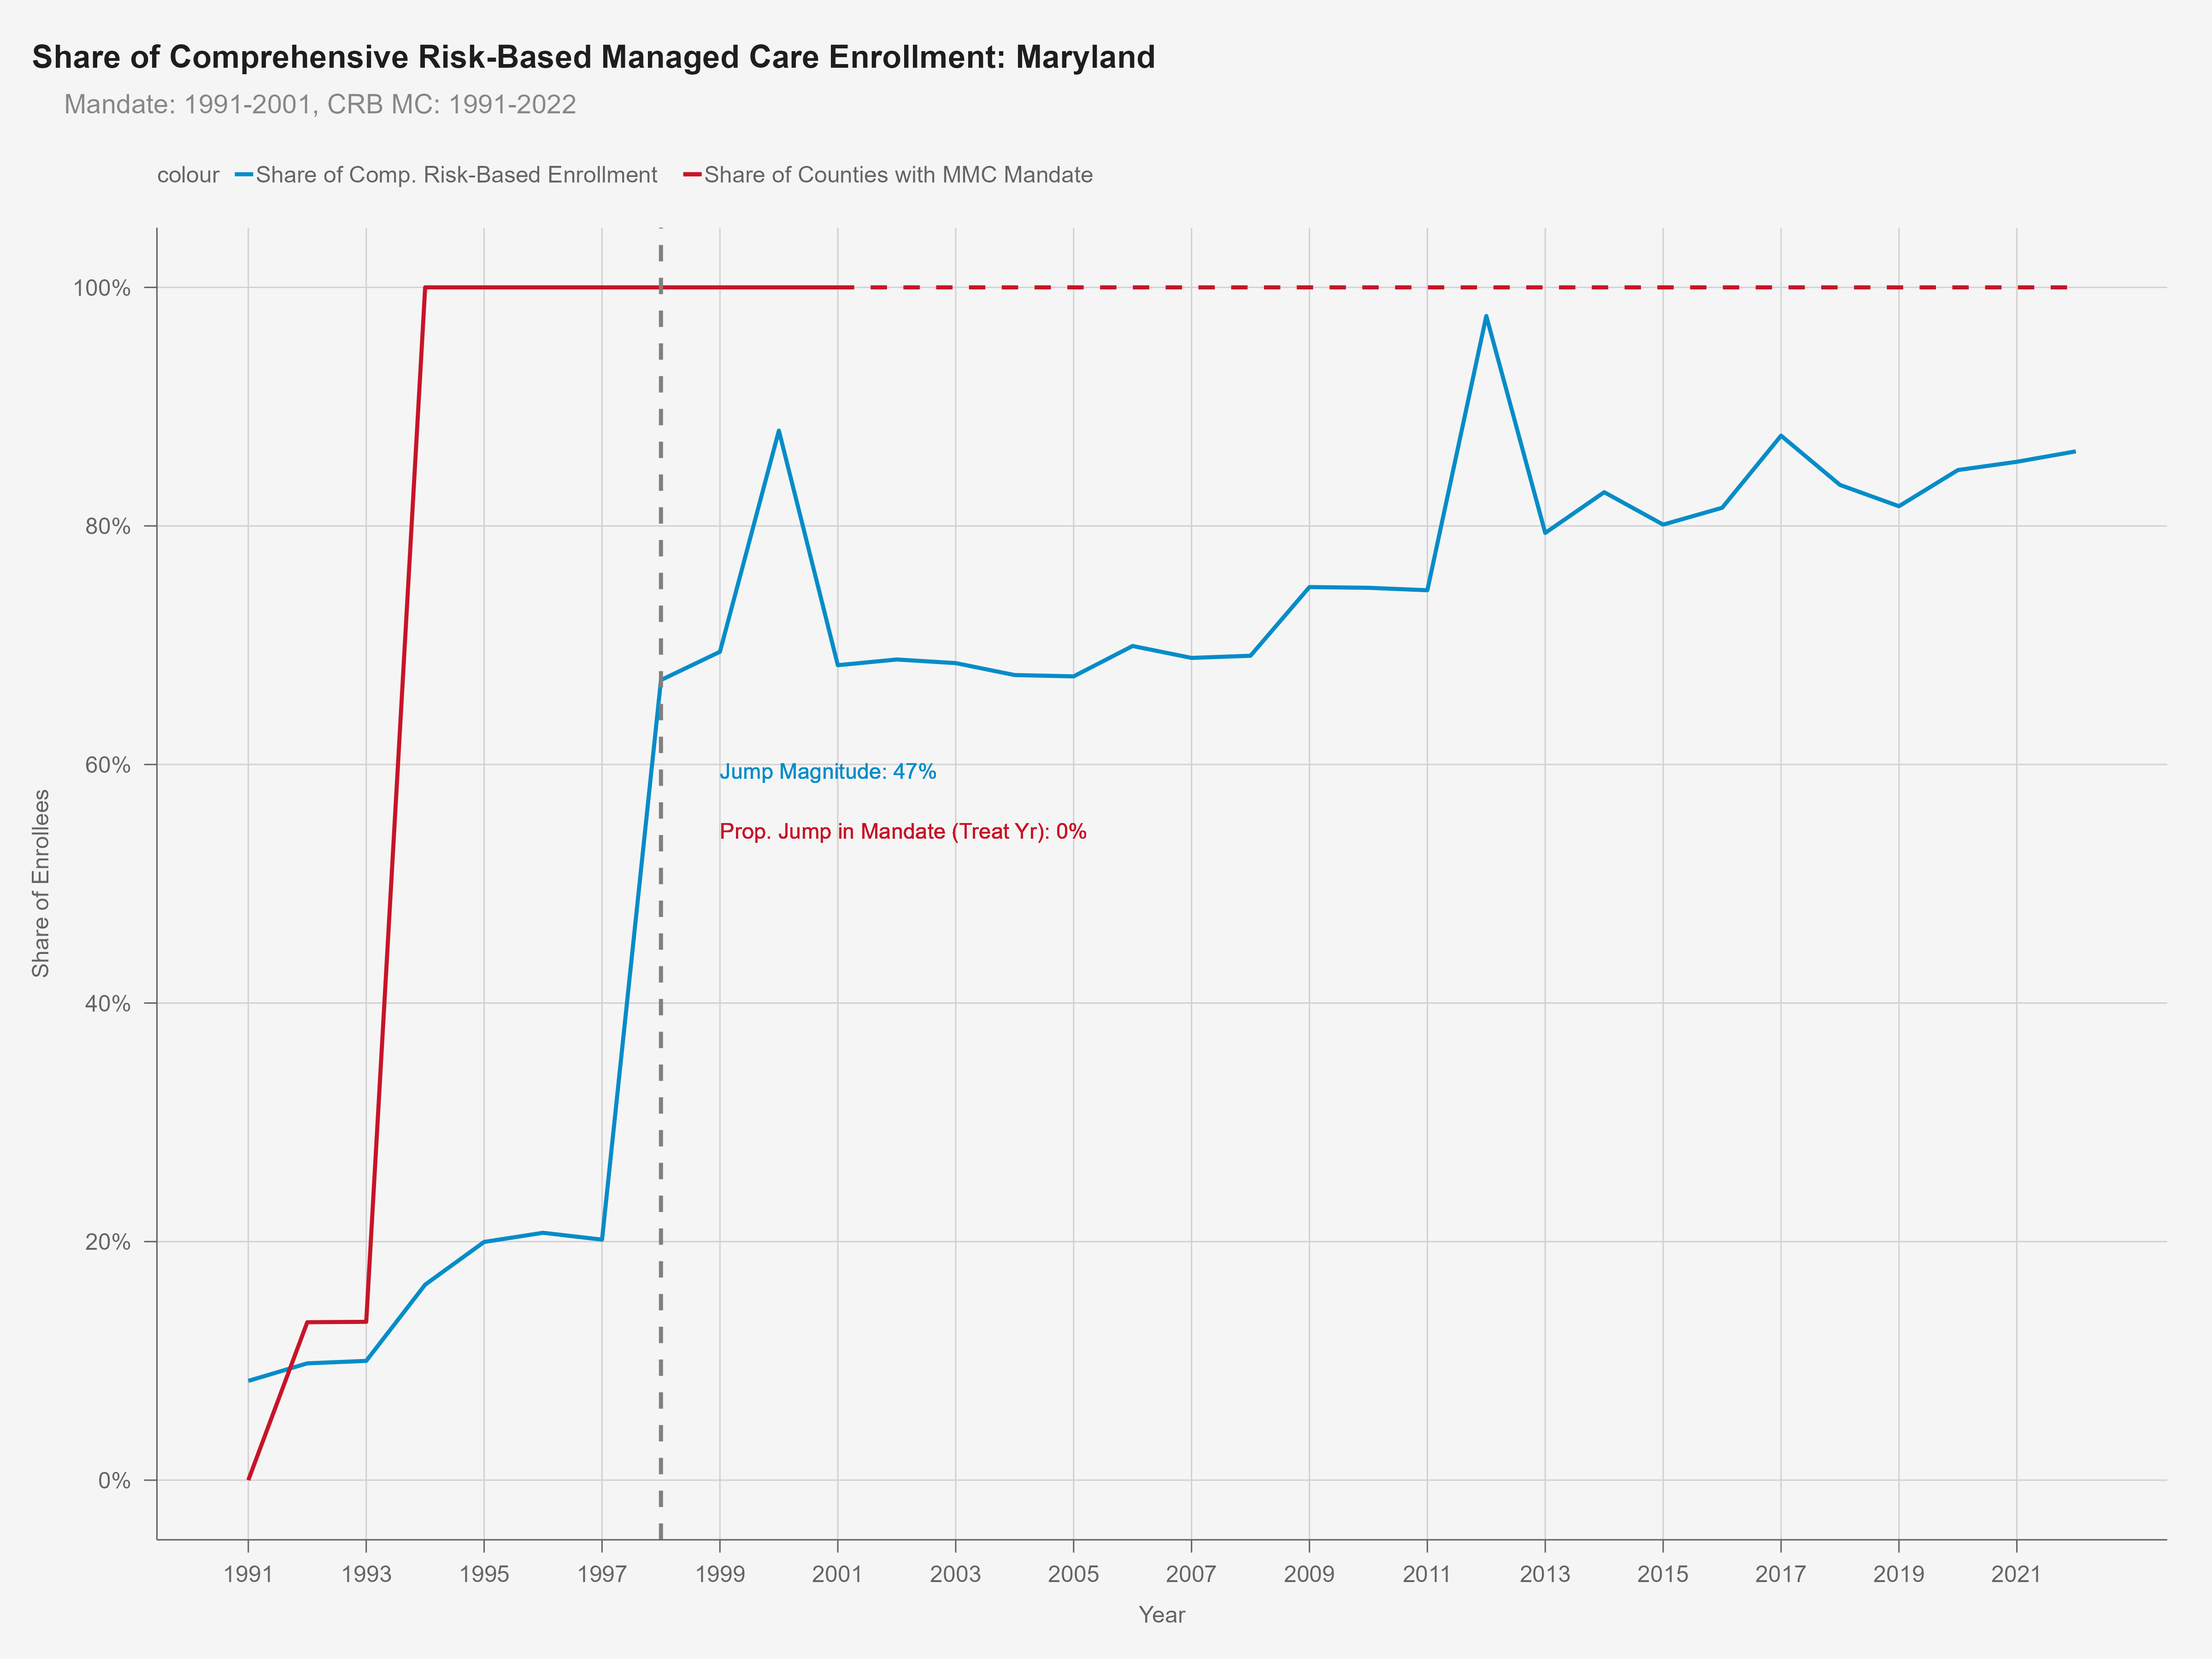 Share of Comprehensive Risk-Based Managed Care Enrollment: Maryland
Mandate: 1991-2001, CRB MC: 1991-2022
colour Share of Comp. Risk-Based Enrollment Share of Counties with MMC Mandate
100%
80%
60%
40%
20%
0%
Share of Enrollees
Jump Magnitude: 47%
Prop. Jump in Mandate (Treat Yr): 0%
1991 1993 1995 1997 1999 2001 2003 2005 2007 2009 2011 2013 2015 2017 2019 2021
Year